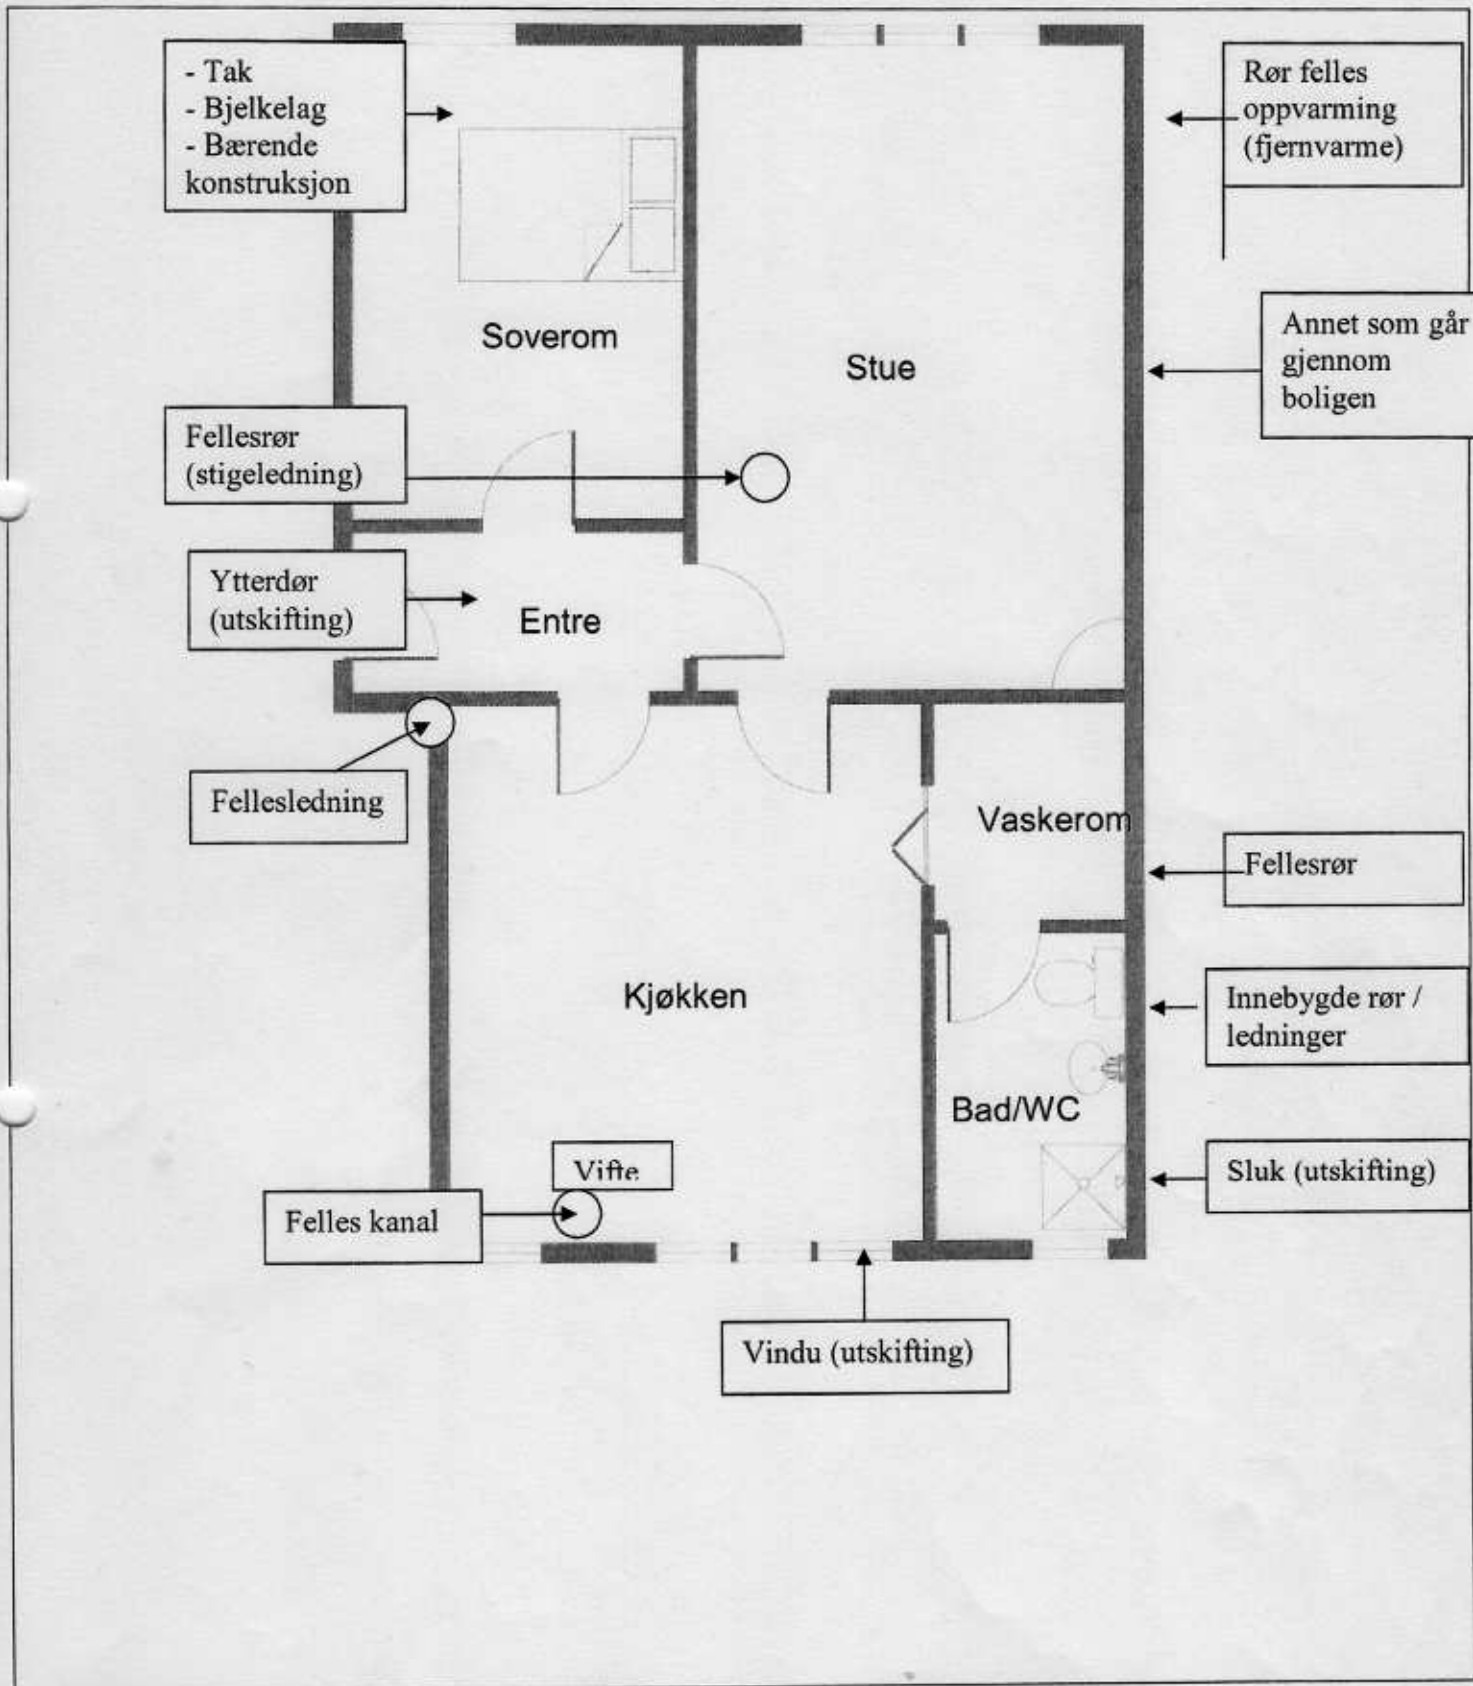 - Tak
- Bjelkelag
- Bærende
konstruksjon
Rør felles
oppvarming
(fjernvarme)
Soverom
Stue
Annet som går
gjennom
boligen
Fellesrør
(stigeledning)
Ytterdør
(utskifting)
Entre
Fellesledning
Vaskerom
Fellesrør
Kjøkken
Innebygde rør /
ledninger
Bad/WC
Vifte
Sluk (utskifting)
Felles kanal
Vindu (utskifting)